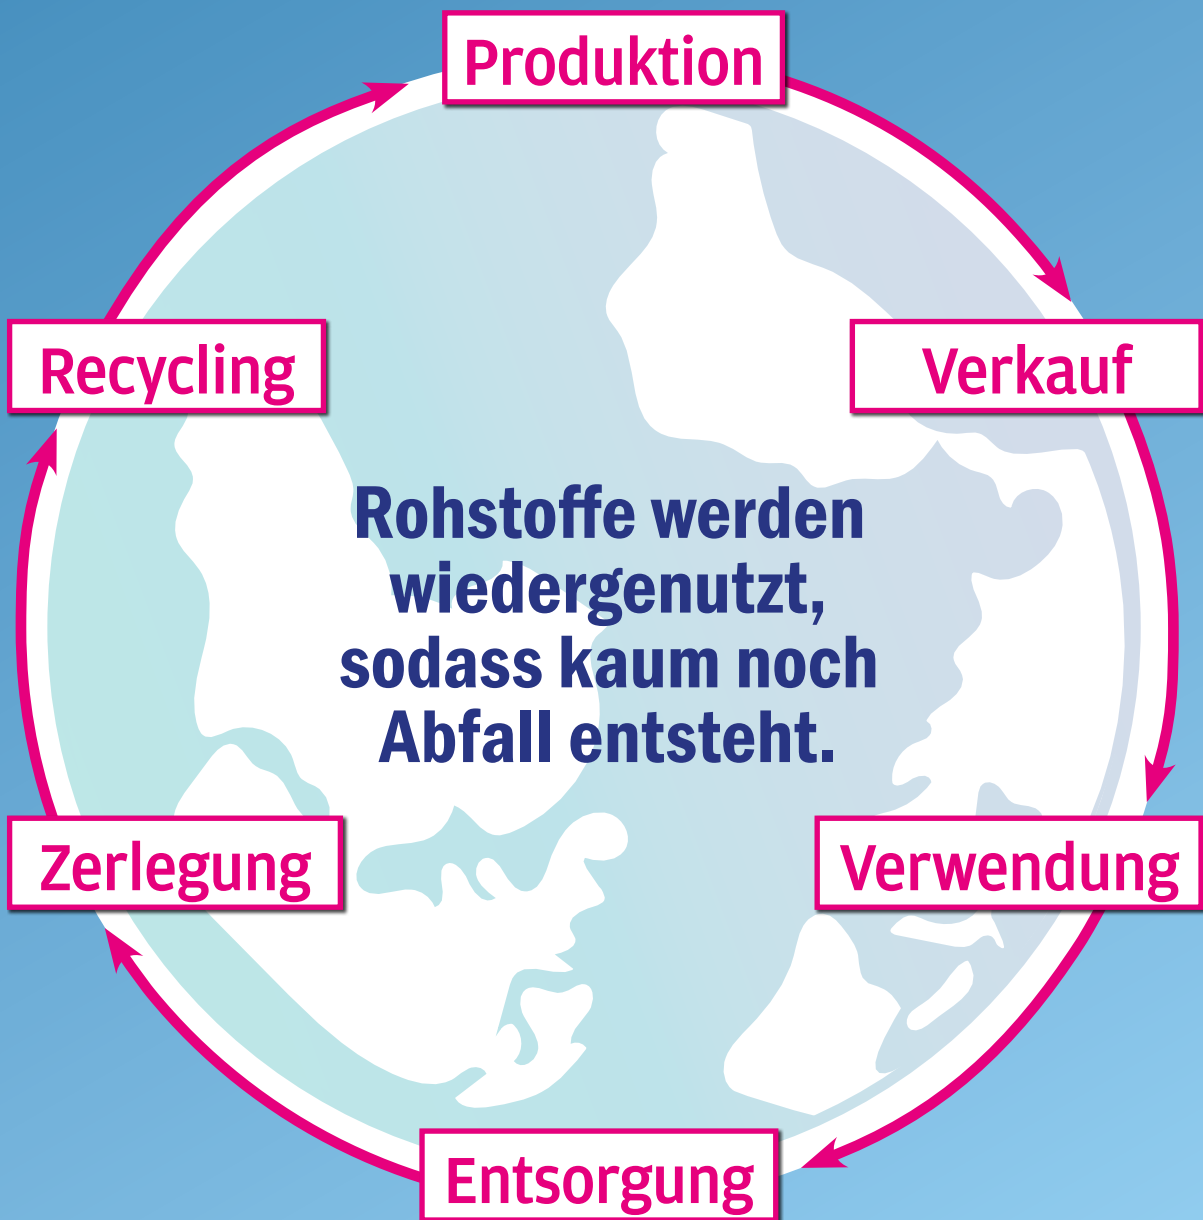 Produktion
Recycling
Verkauf
Rohstoffe werden
wiedergenutzt,
sodass kaum noch
Abfall entsteht.
Zerlegung
Verwendung
Entsorgung